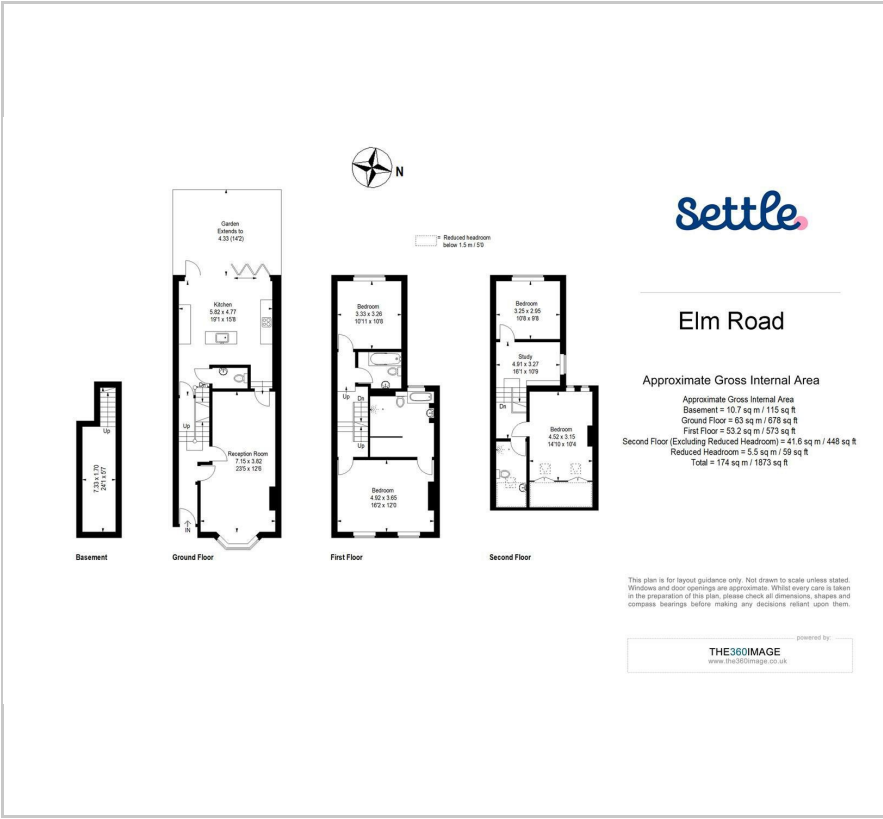 N
Garden
Extends to
4.33 (14'2)
= Reduced headroom
below 1.5 m / 5'0
Kitchen
5.82 x 4.77
19'1 x 15'8
Dn
Up
Up
Reception Room
7.15 x 3.82
23'5 x 12'6
IN
Up
7.33 x 1.70
24'1 x 5'7
Basement
Ground Floor
Bedroom
3.33 x 3.26
10'11 x 10'8
Up
Dn
Up
Bedroom
4.92 x 3.65
16'2 x 12'0
First Floor
Bedroom
3.25 x 2.95
10'8 x 9'8
Study
4.91 x 3.27
16'1 x 10'9
Dn
Bedroom
4.52 x 3.15
14'10 x 10'4
Second Floor
Settle
Elm Road
Approximate Gross Internal Area
Approximate Gross Internal Area
Basement = 10.7 sq m / 115 sq ft
Ground Floor = 63 sq m / 678 sq ft
First Floor = 53.2 sq m / 573 sq ft
Second Floor (Excluding Reduced Headroom) = 41.6 sq m / 448 sq ft
Reduced Headroom = 5.5 sq m / 59 sq ft
Total = 174 sq m / 1873 sq ft
This plan is for layout guidance only. Not drawn to scale unless stated.
Windows and door openings are approximate. Whilst every care is taken
in the preparation of this plan, please check all dimensions, shapes and
compass bearings before making any decisions reliant upon them.
powered by:
THE360IMAGE
www.the360image.co.uk